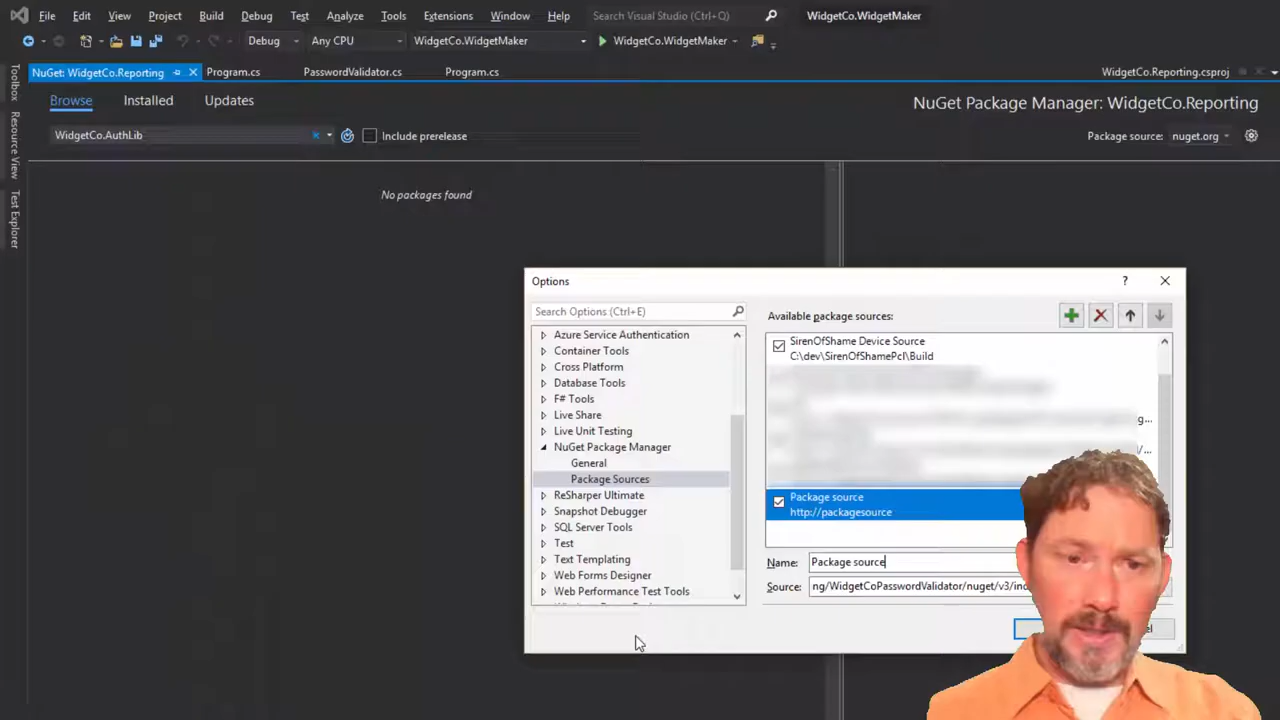 File Edit View Project Build Debug Test Analyze Tools Extensions Window Help Search Visual Studio (Ctrl+Q) WidgetCo.WidgetMaker
Debug Any CPU WidgetCo.WidgetMaker WidgetCo.WidgetMaker
NuGet: WidgetCo.Reporting Program.cs PasswordValidator.cs Program.cs WidgetCo.Reporting.csproj
Toolbox
Resource View
Test Explorer
Browse Installed Updates NuGet Package Manager: WidgetCo.Reporting
WidgetCo.AuthLib Include prerelease Package source: nuget.org
No packages found
Options ?
Search Options (Ctrl+E)
Azure Service Authentication
Container Tools
Cross Platform
Database Tools
F# Tools
Live Share
Live Unit Testing
NuGet Package Manager
General
Package Sources
ReSharper Ultimate
Snapshot Debugger
SQL Server Tools
Test
Text Templating
Web Forms Designer
Web Performance Test Tools
Available package sources:
SirenOfShame Device Source
C:\dev\SirenOfShamePcl\Build
Package source
http://packagesource
Name: Package source
Source: ng/WidgetCoPasswordValidator/nuget/v3/ind